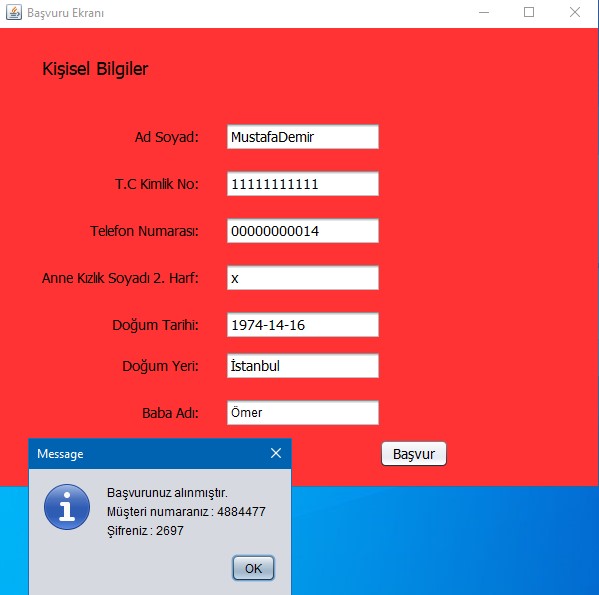 Başvuru Ekranı
Kişisel Bilgiler
Ad Soyad: MustafaDemir
T.C Kimlik No: 11111111111
Telefon Numarası: 00000000014
Anne Kızlık Soyadı 2. Harf: x
Doğum Tarihi: 1974-14-16
Doğum Yeri: İstanbul
Baba Adı: Ömer
Başvur
Message
Başvurunuz alınmıştır.
Müşteri numaranız : 4884477
Şifreniz : 2697
OK